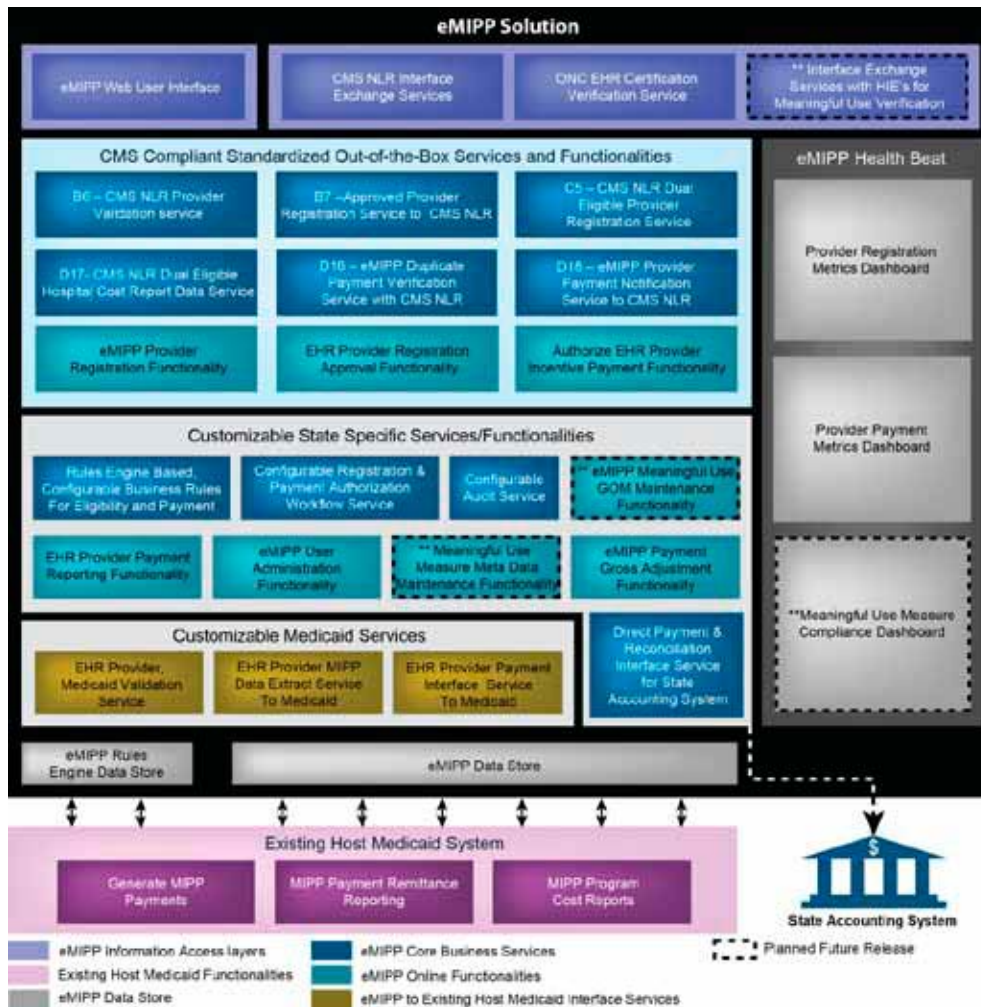 eMIPP Solution
eMIPP Web User Interface
CMS NLR Interface
Exchange Services
ONC EHR Certification
Verification Service
** Interface Exchange
Services with HIE's for
Meaningful Use Verification
CMS Compliant Standardized Out-of-the-Box Services and Functionalities
B6 – CMS NLR Provider
Validation service
B7 –Approved Provider
Registration Service to CMS NLR
C5 – CMS NLR Dual
Eligible Provider
Registration Service
D17- CMS NLR Dual Eligible
Hospital Cost Report Data Service
D16 – eMIPP Duplicate
Payment Verification
Service with CMS NLR
D18 – eMIPP Provider
Payment Notification
Service to CMS NLR
eMIPP Provider
Registration Functionality
EHR Provider Registration
Approval Functionality
Authorize EHR Provider
Incentive Payment Functionality
Customizable State Specific Services/Functionalities
Rules Engine Based,
Configurable Business Rules
For Eligibility and Payment
Configurable Registration &
Payment Authorization
Workflow Service
Configurable
Audit Service
** eMIPP Meaningful Use
GOM Maintenance
Functionality
EHR Provider Payment
Reporting Functionality
eMIPP User
Administration
Functionality
** Meaningful Use
Measure Meta Data
Maintenance Functionality
eMIPP Payment
Gross Adjustment
Functionality
Customizable Medicaid Services
EHR Provider,
Medicaid Validation
Service
EHR Provider MIPP
Data Extract Service
To Medicaid
EHR Provider Payment
Interface Service
To Medicaid
Direct Payment &
Reconciliation
Interface Service
for State
Accounting System
eMIPP Health Beat
Provider Registration
Metrics Dashboard
Provider Payment
Metrics Dashboard
**Meaningful Use Measure
Compliance Dashboard
eMIPP Rules
Engine Data Store
eMIPP Data Store
Existing Host Medicaid System
Generate MIPP
Payments
MIPP Payment Remittance
Reporting
MIPP Program
Cost Reports
$
State Accounting System
eMIPP Information Access layers
Existing Host Medicaid Functionalities
eMIPP Data Store
eMIPP Core Business Services
eMIPP Online Functionalities
eMIPP to Existing Host Medicaid Interface Services
Planned Future Release